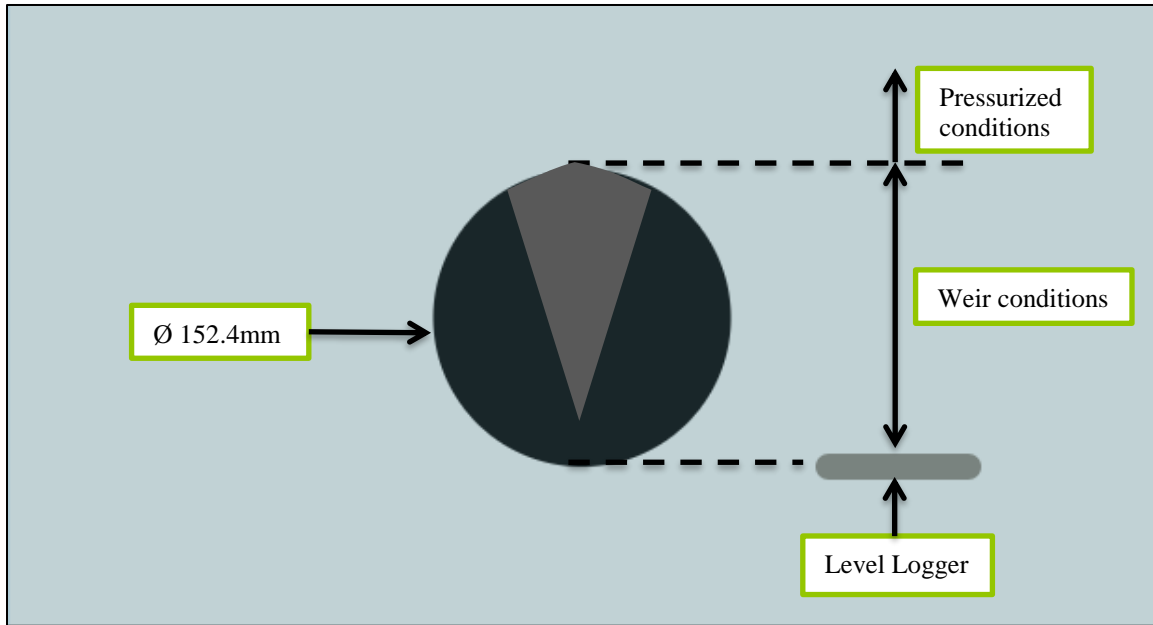 Pressurized
conditions
Weir conditions
Ø 152.4mm
Level Logger